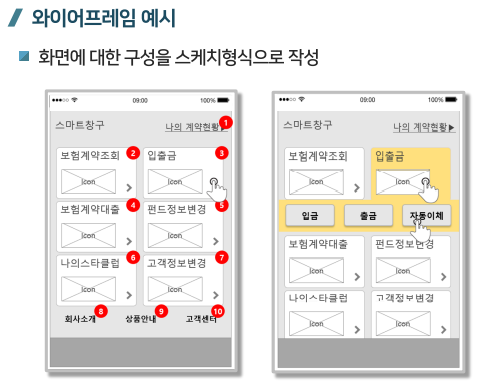 와이어프레임 예시
화면에 대한 구성을 스케치형식으로 작성
09:00 100%
스마트창구 나의 계약현황▶ 1
보험계약조회 2 입출금 3
Icon Icon
보험계약대출 4 펀드정보변경 5
Icon Icon
나의스타클럽 6 고객정보변경 7
Icon Icon
회사소개 8 상품안내 9 고객센터 10
09:00 100%
스마트창구 나의 계약현황▶
보험계약조회 입출금
Icon Icon
입금 출금 자동이체
보험계약대출 펀드정보변경
Icon Icon
나의스타클럽 고객정보변경
Icon Icon